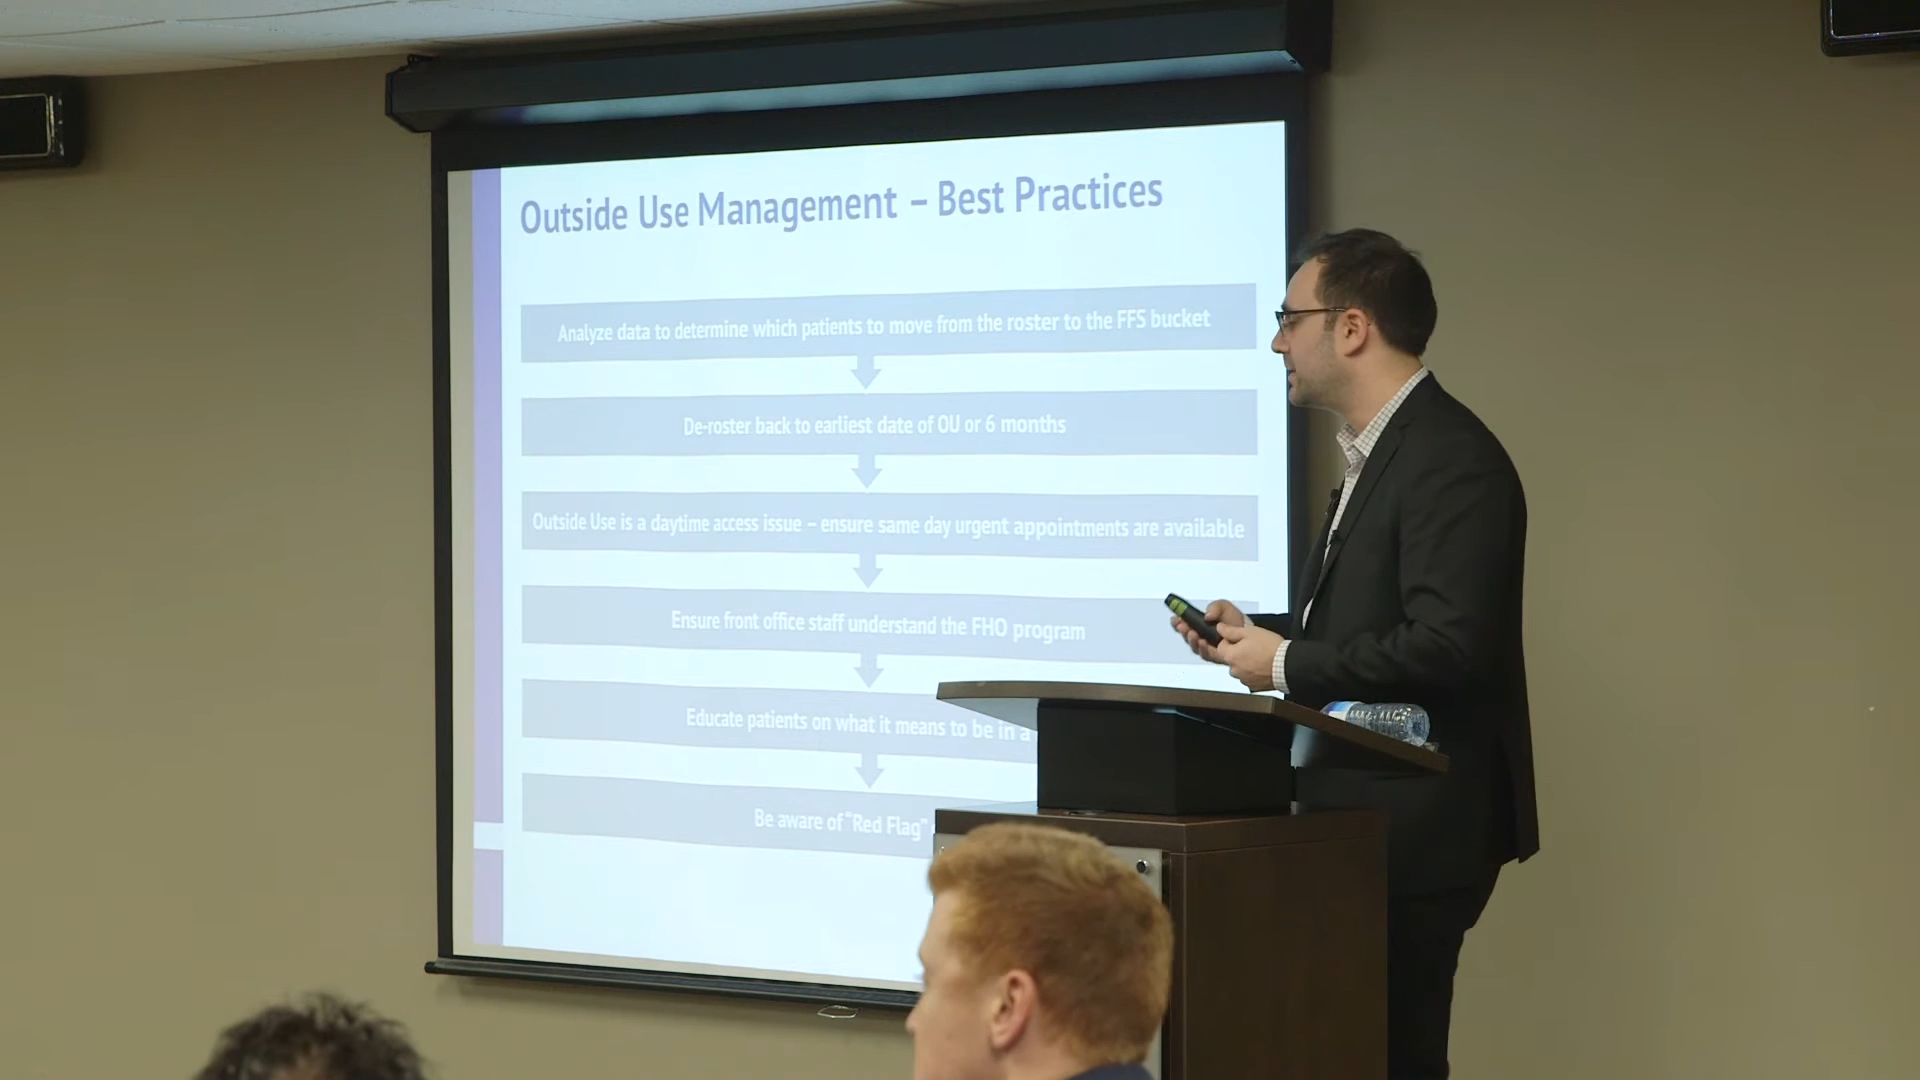 Outside Use Management – Best Practices
Analyze data to determine which patients to move from the roster to the FFS bucket
De-roster back to earliest date of OU or 6 months
Outside Use is a daytime access issue – ensure same day urgent appointments are available
Ensure front office staff understand the FHO program
Educate patients on what it means to be in a
Be aware of “Red Flag”